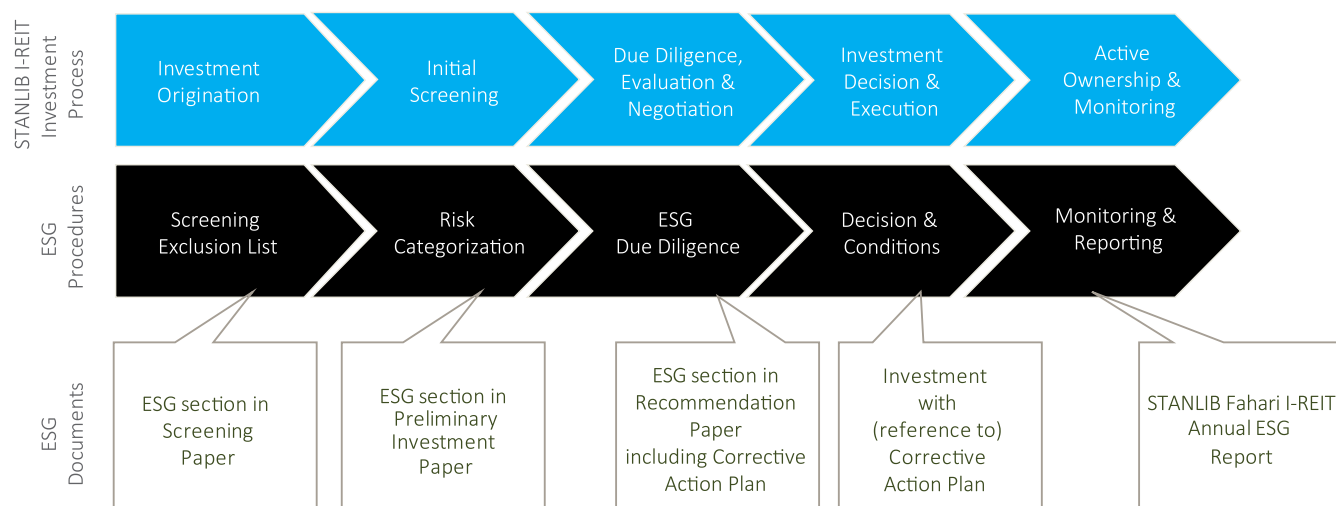 STANLIB I-REIT
Investment
Process
Investment
Origination
Initial
Screening
Due Diligence,
Evaluation &
Negotiation
Investment
Decision &
Execution
Active
Ownership &
Monitoring
ESG
Procedures
Screening
Exclusion List
Risk
Categorization
ESG
Due Diligence
Decision &
Conditions
Monitoring &
Reporting
ESG
Documents
ESG section in
Screening
Paper
ESG section in
Preliminary
Investment
Paper
ESG section in
Recommendation
Paper
including Corrective
Action Plan
Investment
with
(reference to)
Corrective
Action Plan
STANLIB Fahari I-REIT
Annual ESG
Report